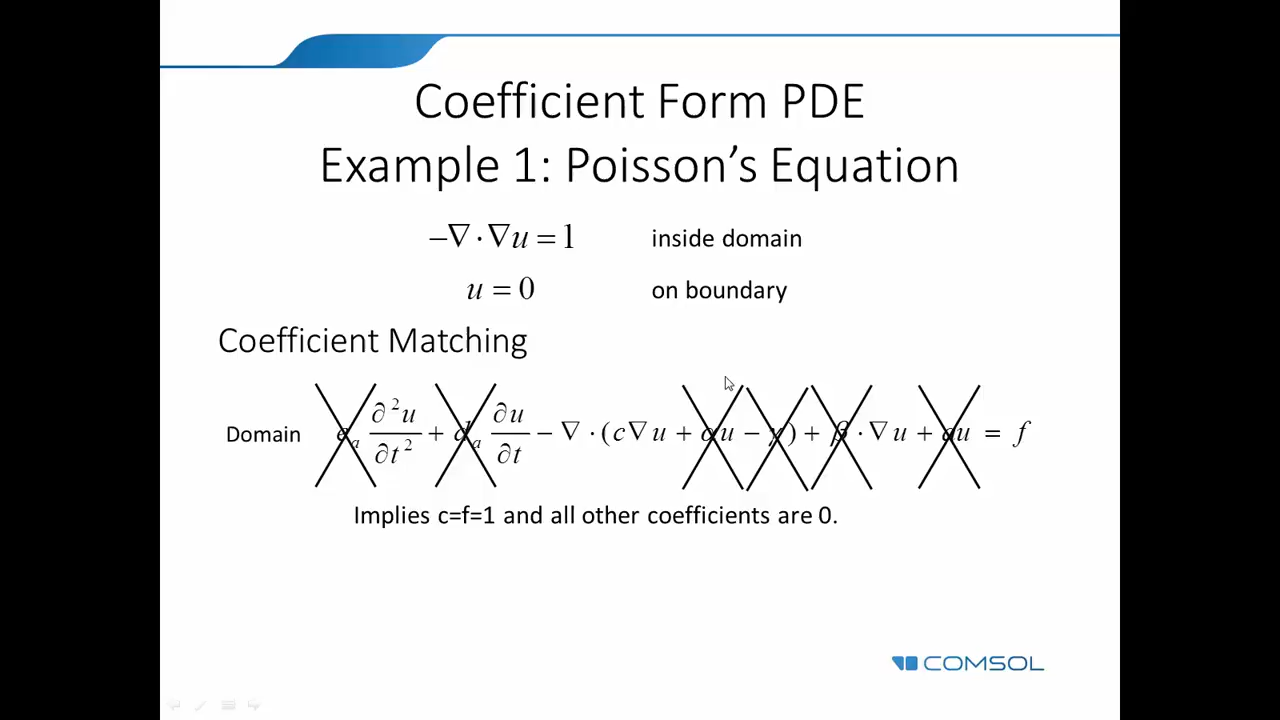 Coefficient Form PDE
Example 1: Poisson's Equation
−∇·∇u = 1 inside domain
u = 0 on boundary
Coefficient Matching
Domain e_a ∂²u/∂t² + d_a ∂u/∂t − ∇·(c∇u + αu − γ) + β·∇u + au = f
Implies c=f=1 and all other coefficients are 0.
COMSOL